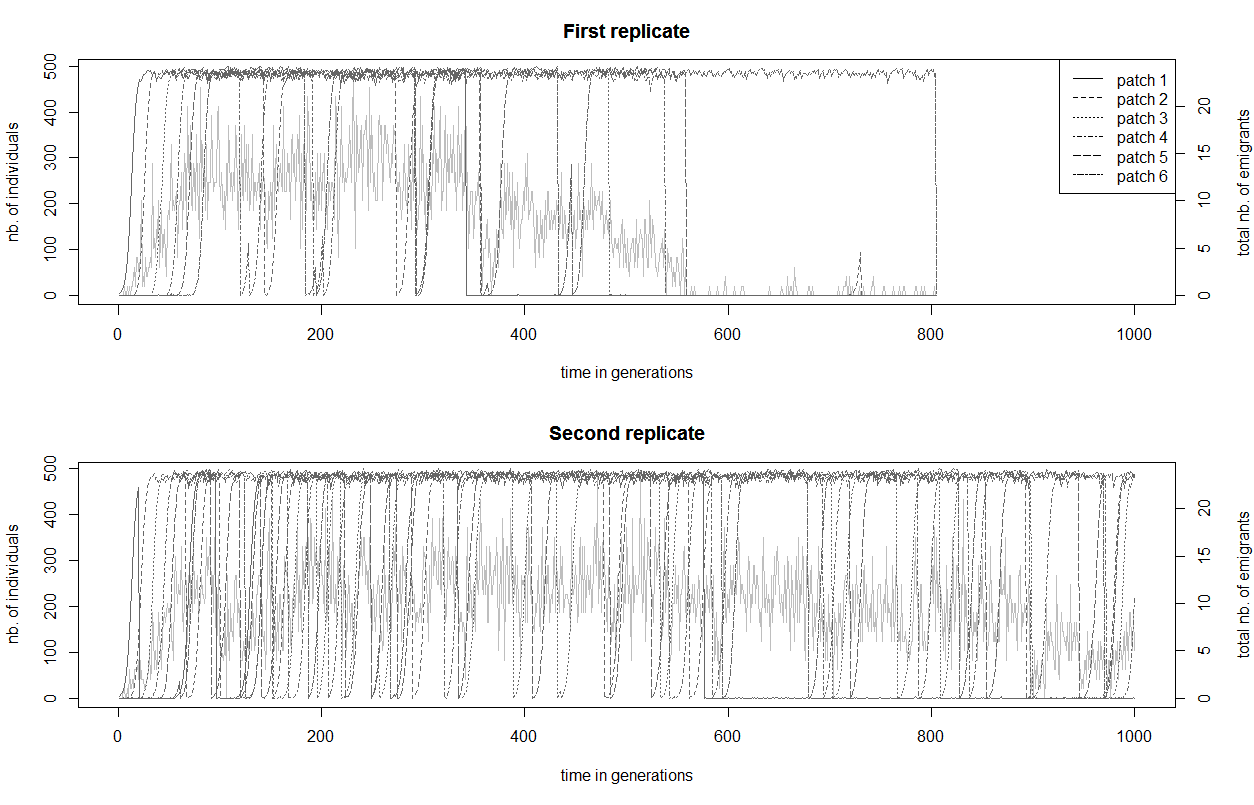 First replicate
nb. of individuals
0
100
200
300
400
500
patch 1
patch 2
patch 3
patch 4
patch 5
patch 6
0
5
10
15
20
total nb. of emigrants
0 200 400 600 800 1000
time in generations
Second replicate
nb. of individuals
0
100
200
300
400
500
0
5
10
15
20
total nb. of emigrants
0 200 400 600 800 1000
time in generations